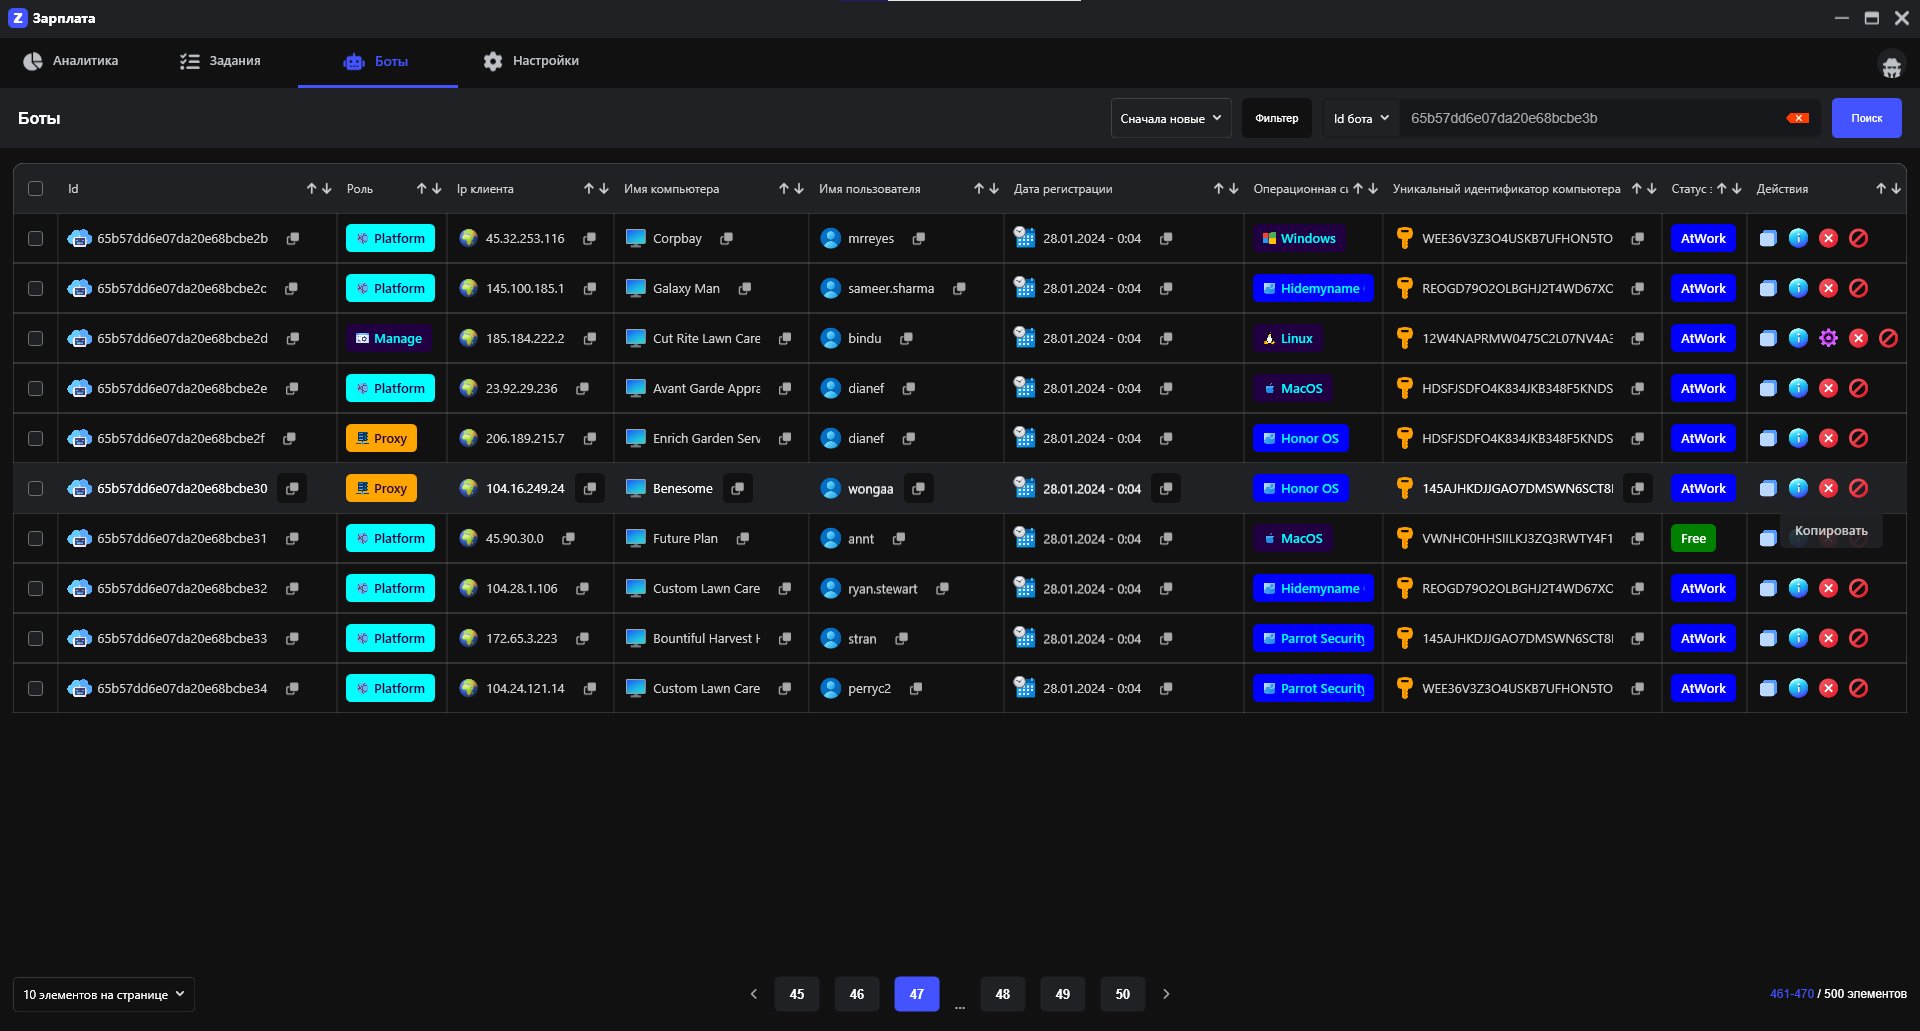 Z Зарплата
Аналитика Задания Боты Настройки
Боты Сначала новые Фильтр Id бота 65b57dd6e07da20e68bcbe3b Поиск
Id Роль Ip клиента Имя компьютера Имя пользователя Дата регистрации Операционная си Уникальный идентификатор компьютера Статус : Действия
65b57dd6e07da20e68bcbe2b Platform 45.32.253.116 Corpbay mrreyes 28.01.2024 - 0:04 Windows WEE36V3Z3O4USKB7UFHON5TO AtWork
65b57dd6e07da20e68bcbe2c Platform 145.100.185.1 Galaxy Man sameer.sharma 28.01.2024 - 0:04 Hidemyname REOGD79O2OLBGHJ2T4WD67XC AtWork
65b57dd6e07da20e68bcbe2d Manage 185.184.222.2 Cut Rite Lawn Care bindu 28.01.2024 - 0:04 Linux 12W4NAPRMW0475C2L07NV4A3 AtWork
65b57dd6e07da20e68bcbe2e Platform 23.92.29.236 Avant Garde Appra dianef 28.01.2024 - 0:04 MacOS HDSFJSDFO4K834JKB348F5KNDS AtWork
65b57dd6e07da20e68bcbe2f Proxy 206.189.215.7 Enrich Garden Serv dianef 28.01.2024 - 0:04 Honor OS HDSFJSDFO4K834JKB348F5KNDS AtWork
65b57dd6e07da20e68bcbe30 Proxy 104.16.249.24 Benesome wongaa 28.01.2024 - 0:04 Honor OS 145AJHKDJJGAO7DMSWN6SCT8I AtWork
65b57dd6e07da20e68bcbe31 Platform 45.90.30.0 Future Plan annt 28.01.2024 - 0:04 MacOS VWNHC0HHSIILKJ3ZQ3RWTY4F1 Free Копировать
65b57dd6e07da20e68bcbe32 Platform 104.28.1.106 Custom Lawn Care ryan.stewart 28.01.2024 - 0:04 Hidemyname REOGD79O2OLBGHJ2T4WD67XC AtWork
65b57dd6e07da20e68bcbe33 Platform 172.65.3.223 Bountiful Harvest H stran 28.01.2024 - 0:04 Parrot Security 145AJHKDJJGAO7DMSWN6SCT8I AtWork
65b57dd6e07da20e68bcbe34 Platform 104.24.121.14 Custom Lawn Care perryc2 28.01.2024 - 0:04 Parrot Security WEE36V3Z3O4USKB7UFHON5TO AtWork
10 элементов на странице 45 46 47 ... 48 49 50 461-470 / 500 элементов